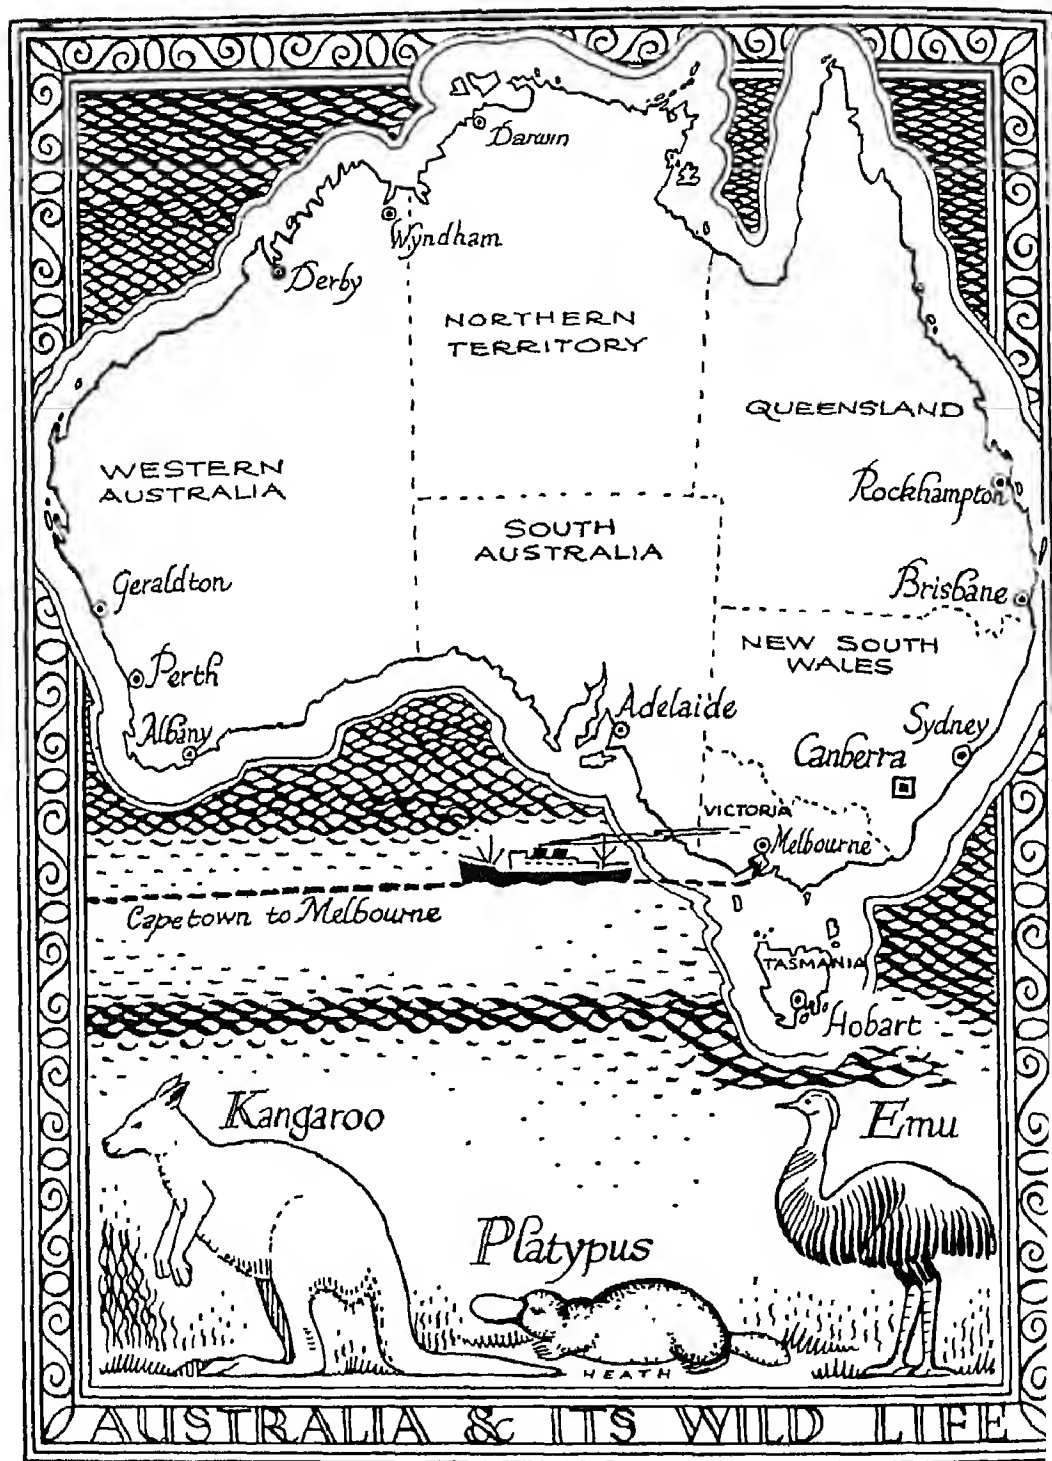 Darwin
Wyndham
Derby
NORTHERN
TERRITORY
QUEENSLAND
WESTERN
AUSTRALIA
Rockhampton
SOUTH
AUSTRALIA
Geraldton
Brisbane
NEW SOUTH
WALES
Perth
Adelaide
Albany
Sydney
Canberra
VICTORIA
Melbourne
Capetown to Melbourne
TASMANIA
Hobart
Kangaroo
Emu
Platypus
HEATH
AUSTRALIA & ITS WILD LIFE